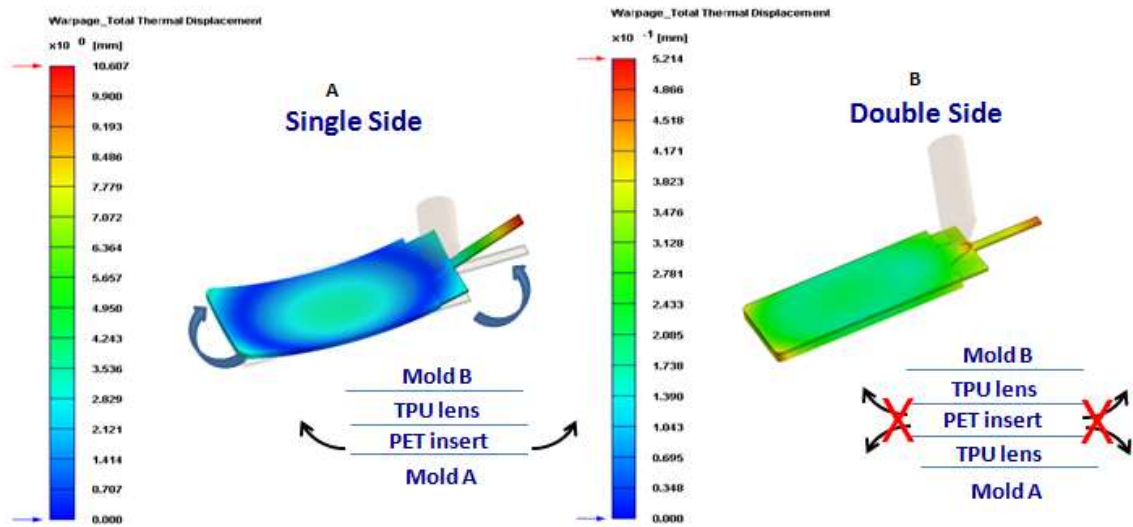 Warpage_Total Thermal Displacement
x10 0 [mm]
10.607
9.900
9.193
8.486
7.779
7.072
6.364
5.657
4.950
4.243
3.536
2.829
2.121
1.414
0.707
0.000
A
Single Side
Mold B
TPU lens
PET insert
Mold A
Warpage_Total Thermal Displacement
x10 -1 [mm]
5.214
4.866
4.518
4.171
3.823
3.476
3.128
2.781
2.433
2.085
1.738
1.390
1.043
0.695
0.348
0.000
B
Double Side
Mold B
TPU lens
PET insert
TPU lens
Mold A